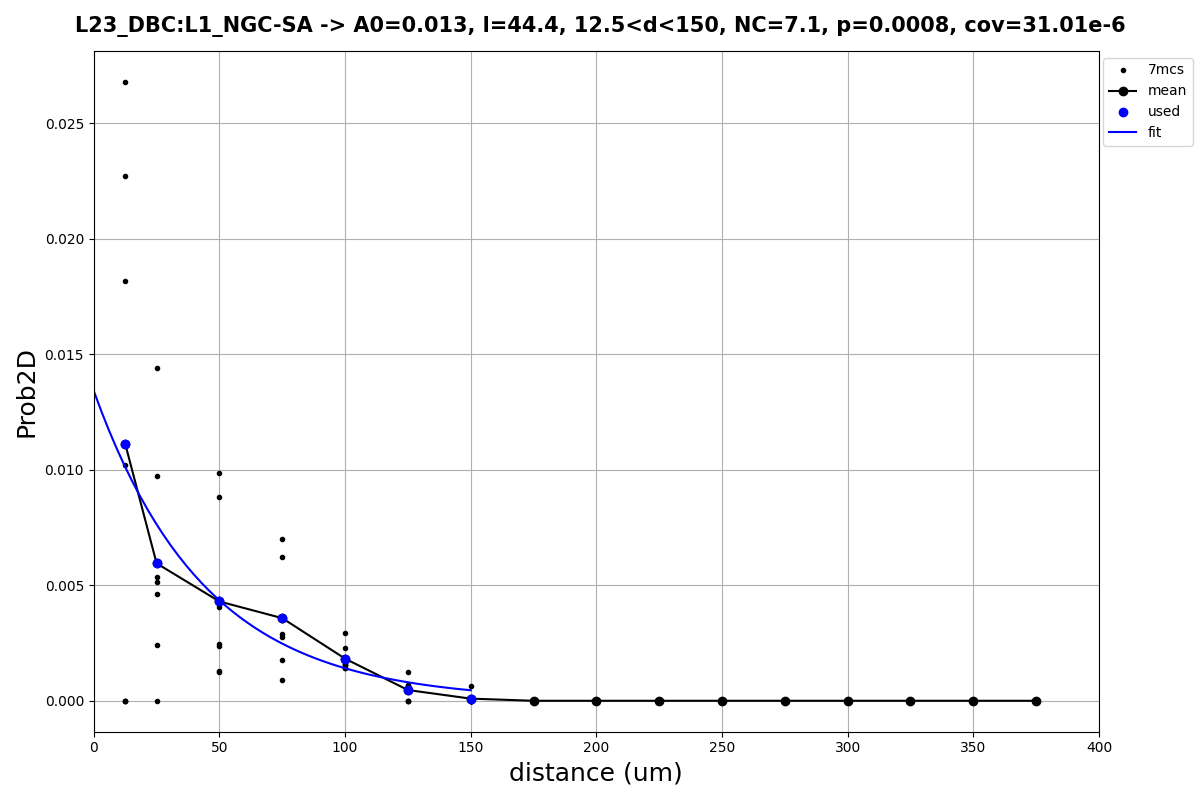 L23_DBC:L1_NGC-SA -> A0=0.013, l=44.4, 12.5<d<150, NC=7.1, p=0.0008, cov=31.01e-6
7mcs
mean
used
fit
Prob2D
0.025
0.020
0.015
0.010
0.005
0.000
0 50 100 150 200 250 300 350 400
distance (um)